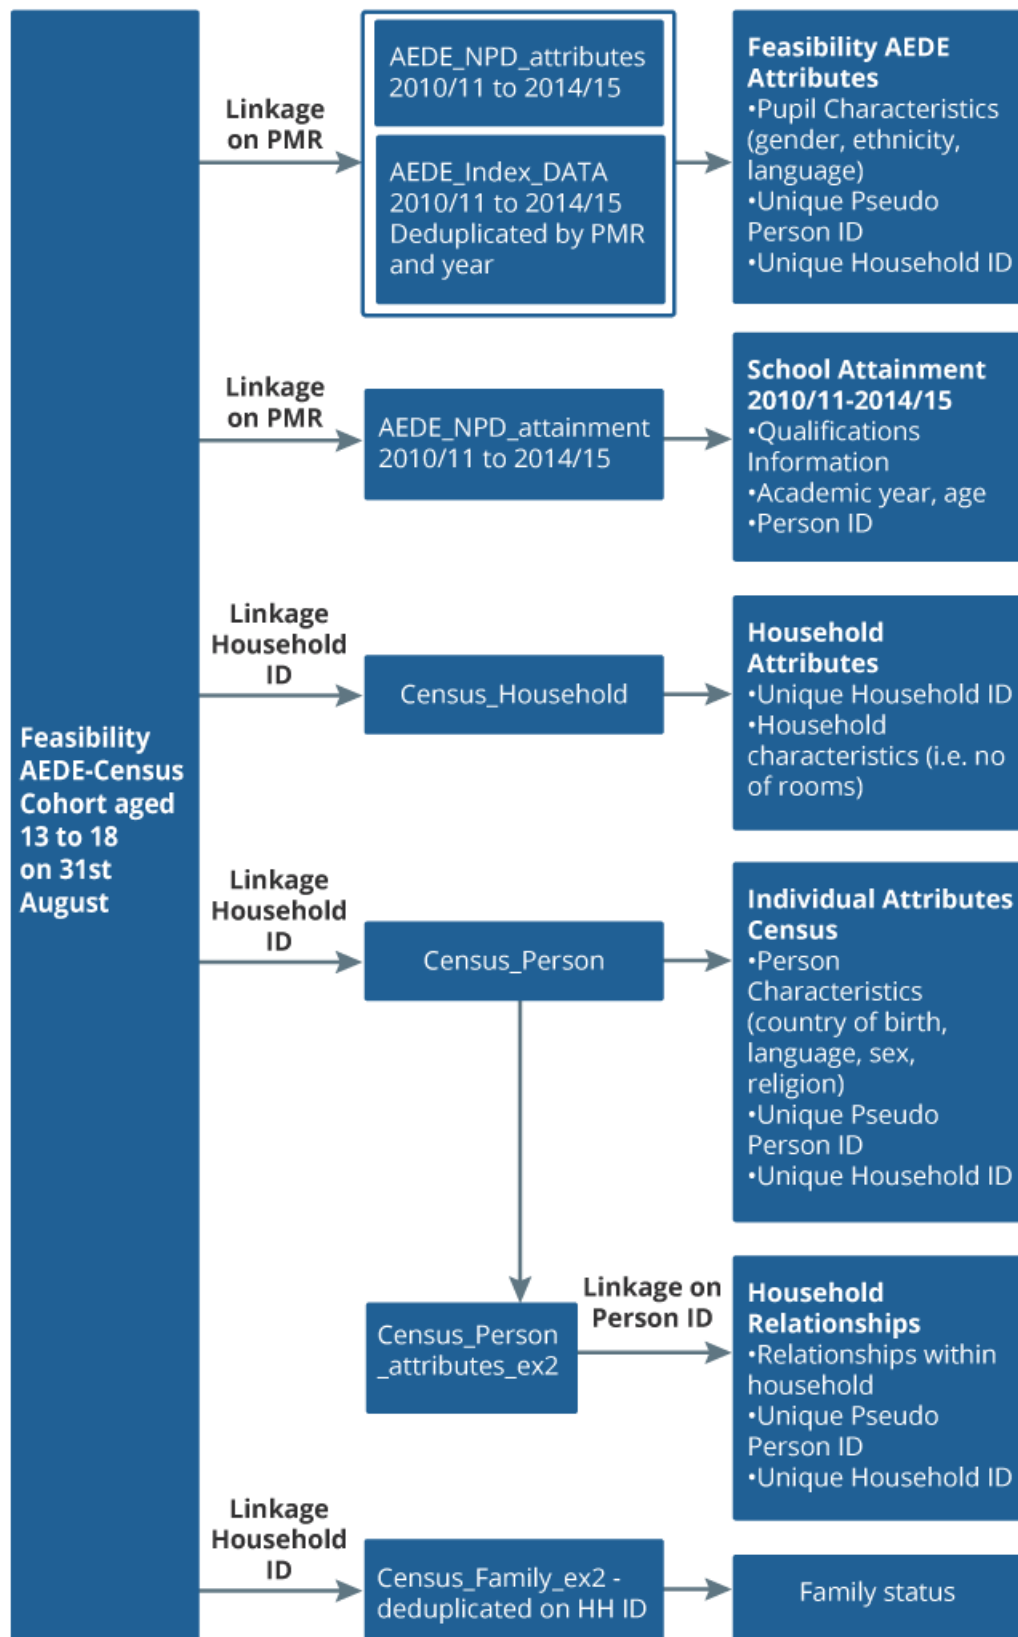 Feasibility
AEDE-Census
Cohort aged
13 to 18
on 31st
August
Linkage
on PMR
AEDE_NPD_attributes
2010/11 to 2014/15
AEDE_Index_DATA
2010/11 to 2014/15
Deduplicated by PMR
and year
Feasibility AEDE
Attributes
•Pupil Characteristics
(gender, ethnicity,
language)
•Unique Pseudo
Person ID
•Unique Household ID
Linkage
on PMR
AEDE_NPD_attainment
2010/11 to 2014/15
School Attainment
2010/11-2014/15
•Qualifications
Information
•Academic year, age
•Person ID
Linkage
Household
ID
Census_Household
Household
Attributes
•Unique Household ID
•Household
characteristics (i.e. no
of rooms)
Linkage
Household
ID
Census_Person
Individual Attributes
Census
•Person
Characteristics
(country of birth,
language, sex,
religion)
•Unique Pseudo
Person ID
•Unique Household ID
Census_Person
_attributes_ex2
Linkage on
Person ID
Household
Relationships
•Relationships within
household
•Unique Pseudo
Person ID
•Unique Household ID
Linkage
Household
ID
Census_Family_ex2 -
deduplicated on HH ID
Family status